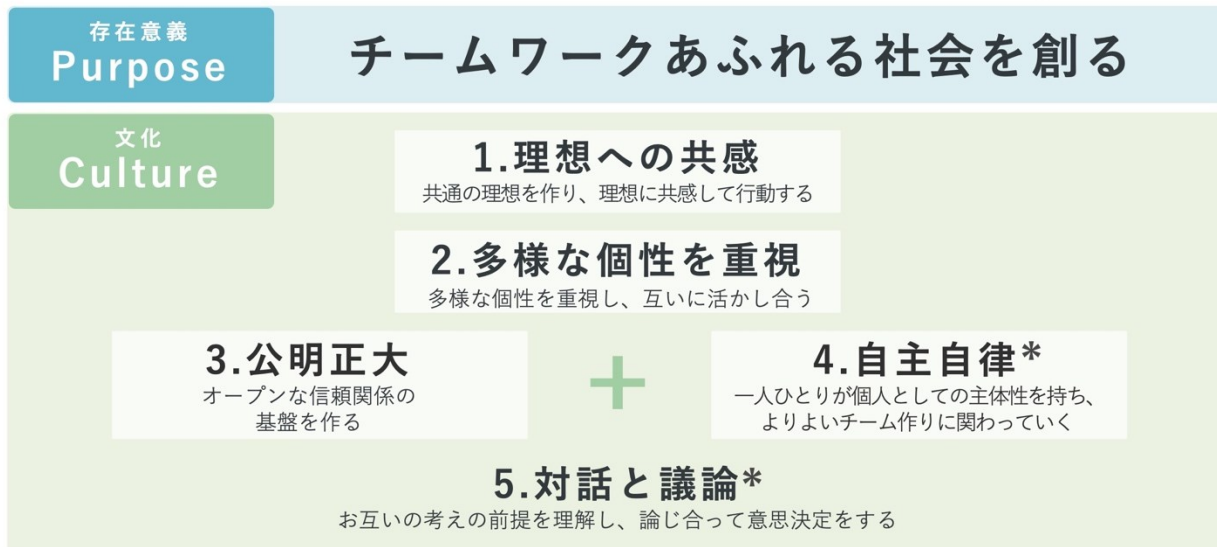 存在意義
Purpose
チームワークあふれる社会を創る
文化
Culture
1.理想への共感
共通の理想を作り、理想に共感して行動する
2.多様な個性を重視
多様な個性を重視し、互いに活かし合う
3.公明正大
オープンな信頼関係の
基盤を作る
+
4.自主自律*
一人ひとりが個人としての主体性を持ち、
よりよいチーム作りに関わっていく
5.対話と議論*
お互いの考えの前提を理解し、論じ合って意思決定をする